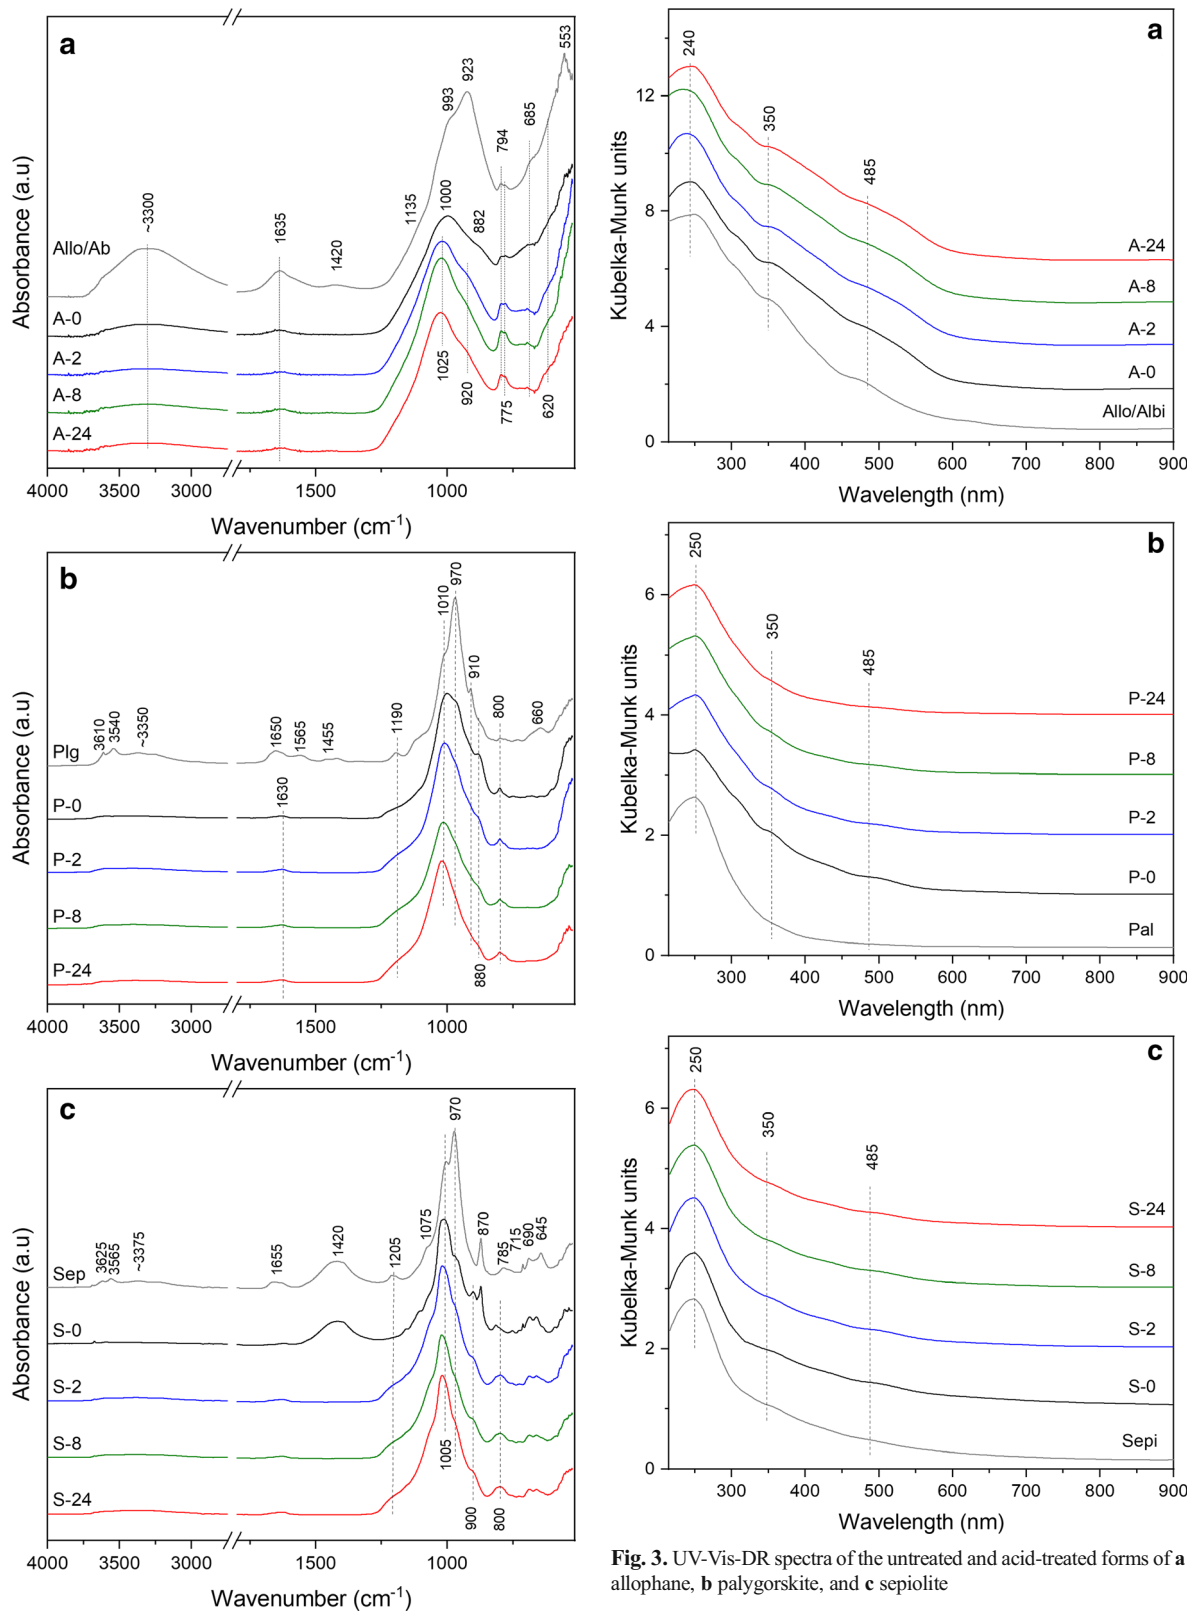 a
Absorbance (a.u)
~3300
1635
1420
1135
993
1000
923
882
794
685
553
Allo/Ab
A-0
A-2
A-8
A-24
1025
920
775
620
4000 3500 3000 1500 1000
Wavenumber (cm-1)
b
Absorbance (a.u)
3610
3540
~3350
1650
1565
1455
1190
1010
970
910
800
660
Plg
1630
P-0
P-2
P-8
P-24
880
4000 3500 3000 1500 1000
Wavenumber (cm-1)
c
Absorbance (a.u)
3625
3565
~3375
1655
1420
1205
1075
970
870
785
715
690
645
Sep
S-0
S-2
S-8
S-24
1005
900
800
4000 3500 3000 1500 1000
Wavenumber (cm-1)
a
Kubelka-Munk units
240
350
485
12
8
4
0
A-24
A-8
A-2
A-0
Allo/Albi
300 400 500 600 700 800 900
Wavelength (nm)
b
Kubelka-Munk units
250
350
485
6
4
2
0
P-24
P-8
P-2
P-0
Pal
300 400 500 600 700 800 900
Wavelength (nm)
c
Kubelka-Munk units
250
350
485
6
4
2
0
S-24
S-8
S-2
S-0
Sepi
300 400 500 600 700 800 900
Wavelength (nm)
Fig. 3. UV-Vis-DR spectra of the untreated and acid-treated forms of a
allophane, b palygorskite, and c sepiolite